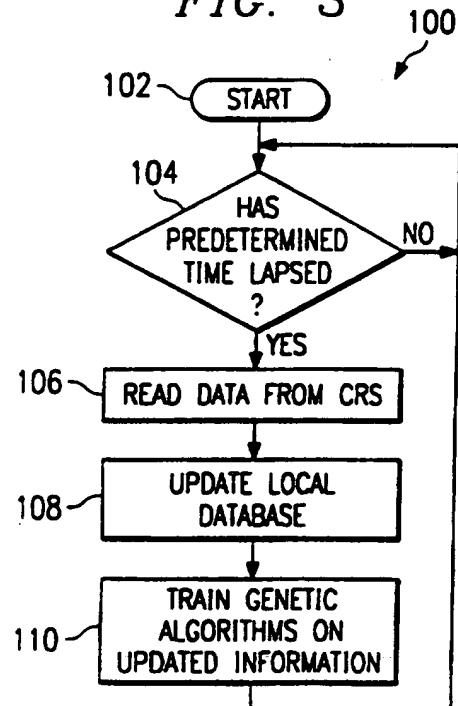 FIG. 3
100
102
START
104
HAS
PREDETERMINED
TIME LAPSED
?
NO
YES
106
READ DATA FROM CRS
108
UPDATE LOCAL
DATABASE
110
TRAIN GENETIC
ALGORITHMS ON
UPDATED INFORMATION